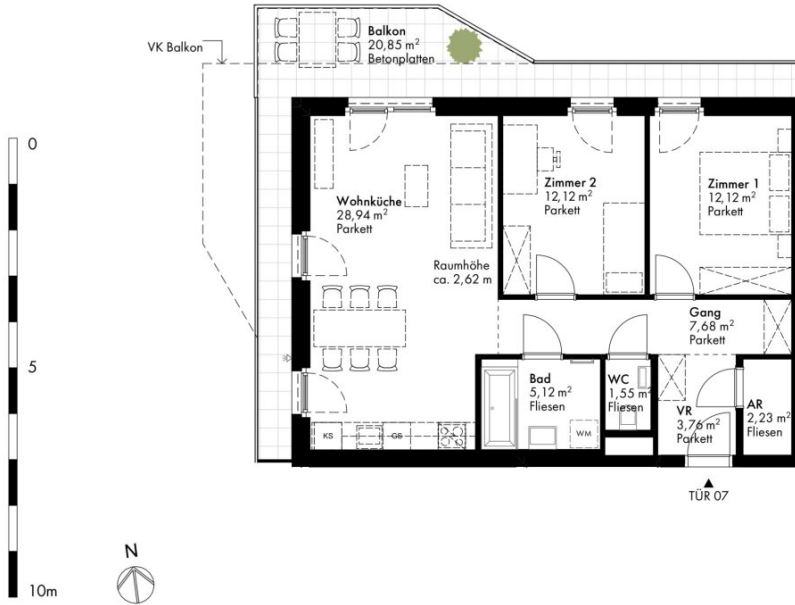 Balkon
20,85 m²
Betonplatten
VK Balkon
0
Wohnküche
28,94 m²
Parkett
Zimmer 2
12,12 m²
Parkett
Zimmer 1
12,12 m²
Parkett
Raumhöhe
ca. 2,62 m
Gang
7,68 m²
Parkett
5
Bad
5,12 m²
Fliesen
WC
1,55 m²
Fliesen
VR
3,76 m²
Parkett
AR
2,23 m²
Fliesen
KS
GS
WM
TÜR 07
N
10m